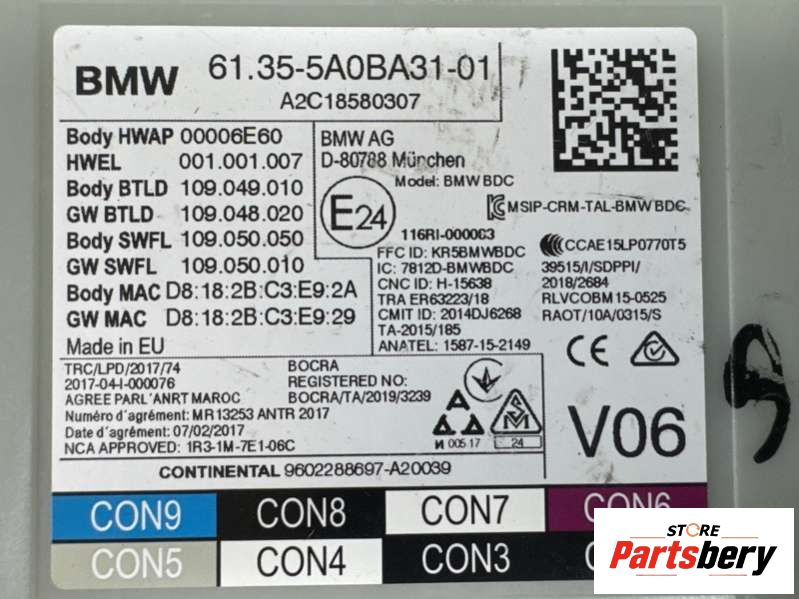 BMW 61.35-5A0BA31-01
A2C18580307
Body HWAP 00006E60
HWEL 001.001.007
Body BTLD 109.049.010
GW BTLD 109.048.020
Body SWFL 109.050.050
GW SWFL 109.050.010
Body MAC D8:18:2B:C3:E9:2A
GW MAC D8:18:2B:C3:E9:29
Made in EU
BMW AG
D-80788 München
Model: BMW BDC
E24
116RI-000063
MSIP-CRM-TAL-BMW BDC
FFC ID: KR5BMWBDC
IC: 7812D-BMWBDC
CNC ID: H-15638
TRA ER63223/18
CMIT ID: 2014DJ6268
TA-2015/185
ANATEL: 1587-15-2149
CCAE15LP0770T5
39515/I/SDPPI/
2018/2684
RLVCOBM15-0525
RAOT/10A/0315/S
CE
TRC/LPD/2017/74
2017-04-I-000076
AGREE PARL'ANRT MAROC
Numéro d'agrément: MR13253 ANTR 2017
Date d'agrément: 07/02/2017
NCA APPROVED: 1R3-1M-7E1-06C
BOCRA
REGISTERED NO:
BOCRA/TA/2019/3239
И 005 17
24
V06
CONTINENTAL 9602288697-A20039
CON9 CON8 CON7 CON6
CON5 CON4 CON3
STORE
Partsbery